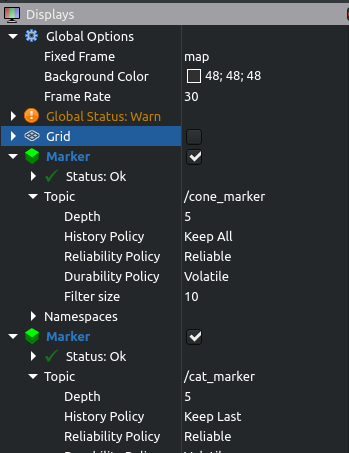 Displays
Global Options
Fixed Frame map
Background Color 48; 48; 48
Frame Rate 30
Global Status: Warn
Grid
Marker
Status: Ok
Topic /cone_marker
Depth 5
History Policy Keep All
Reliability Policy Reliable
Durability Policy Volatile
Filter size 10
Namespaces
Marker
Status: Ok
Topic /cat_marker
Depth 5
History Policy Keep Last
Reliability Policy Reliable